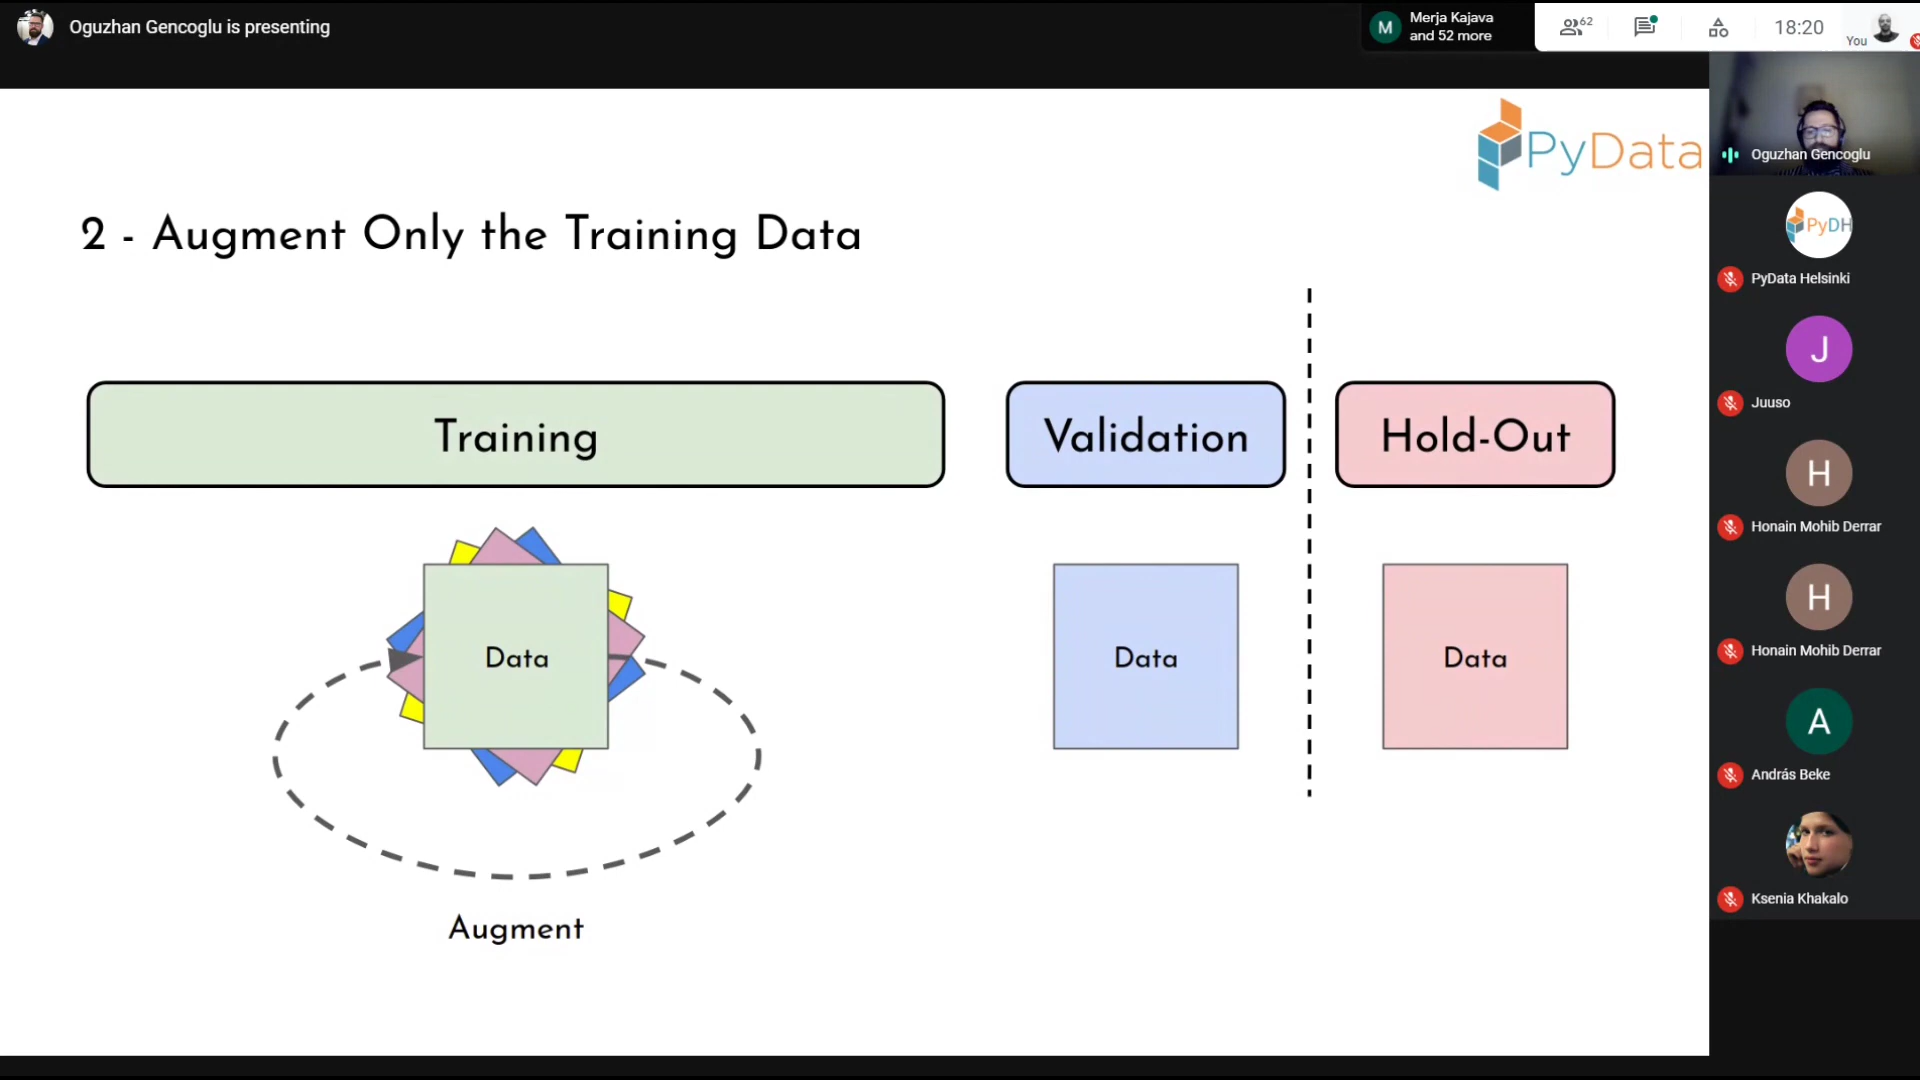 Oguzhan Gencoglu is presenting
M
Merja Kajava
and 52 more
62
18:20
You
PyData
Oguzhan Gencoglu
2 - Augment Only the Training Data
PyDH
PyData Helsinki
J
Juuso
Training
Validation
Hold-Out
H
Honain Mohib Derrar
H
Honain Mohib Derrar
Data
Data
Data
A
András Beke
Ksenia Khakalo
Augment